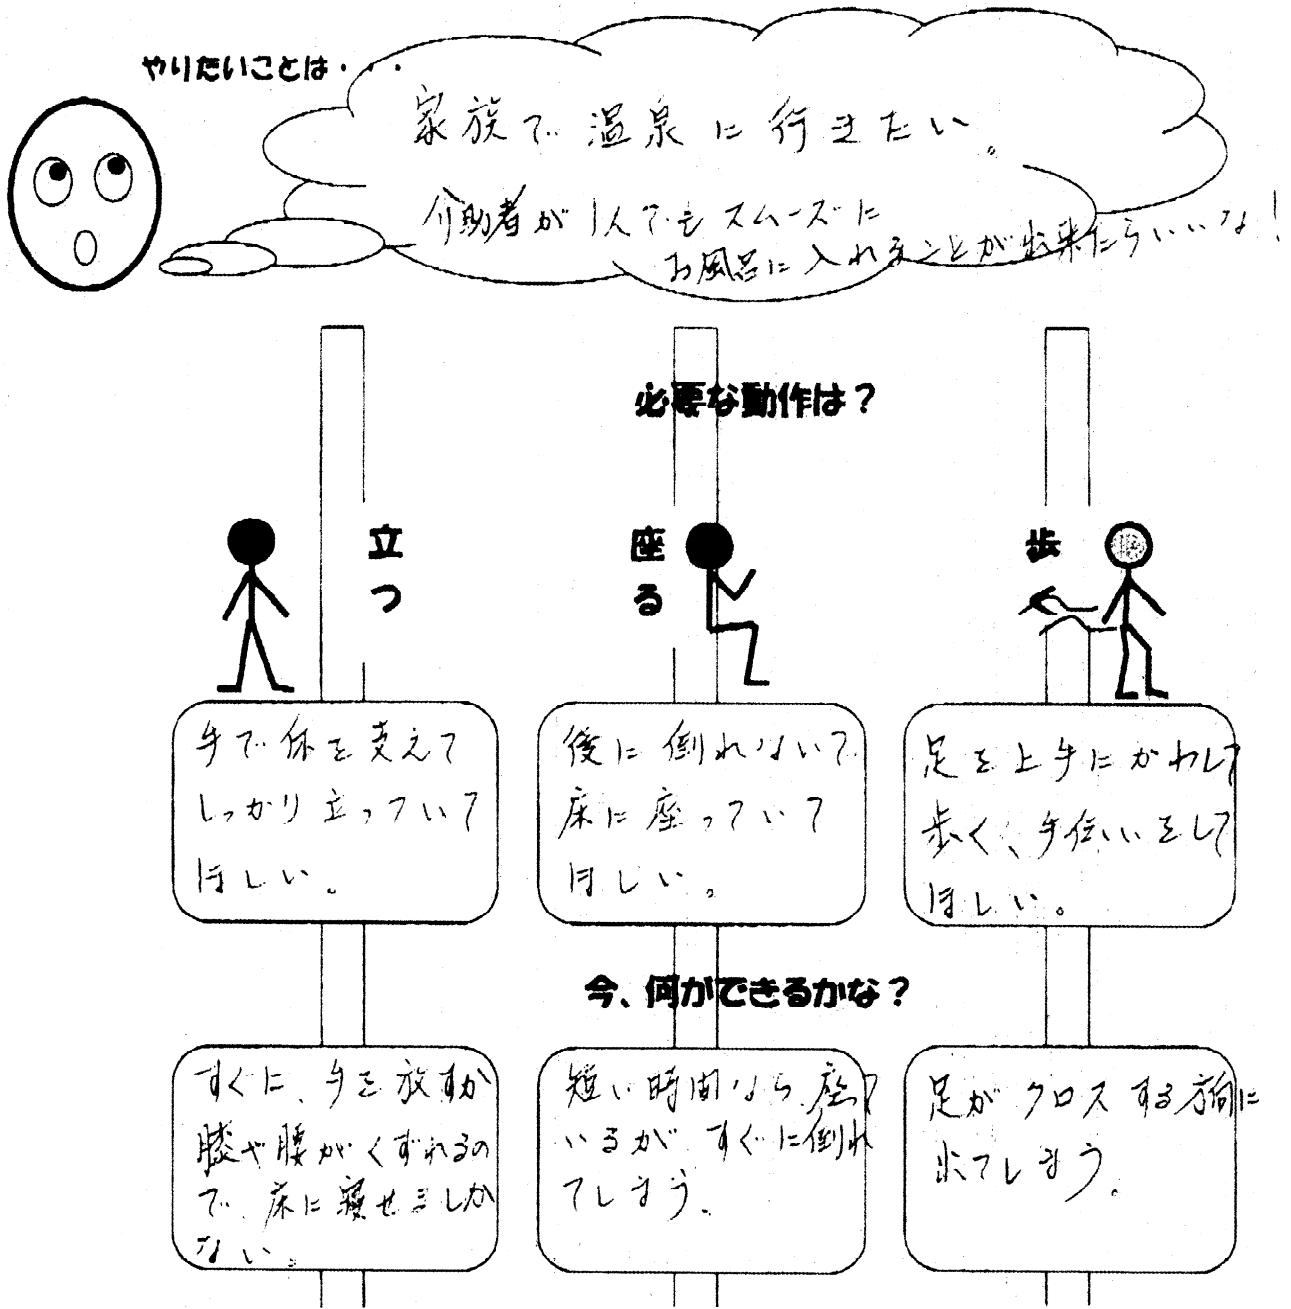 やりたいことは・・・
家族で温泉に行きたい。
介助者が1人でもスムーズに
お風呂に入れることが出来たらいいな！
必要な動作は？
立つ
座る
歩く
手で体を支えて
しっかり立っていて
ほしい。
後に倒れないで
床に座っていて
ほしい。
足を上手にかわして
歩く、手伝いをして
ほしい。
今、何ができるかな？
すぐに、手を放すか
膝や腰がくずれるの
で、床に寝せるしか
ない。
短い時間なら、座て
いるが すぐに倒れ
てしまう。
足がクロスする方向に
出てしまう。